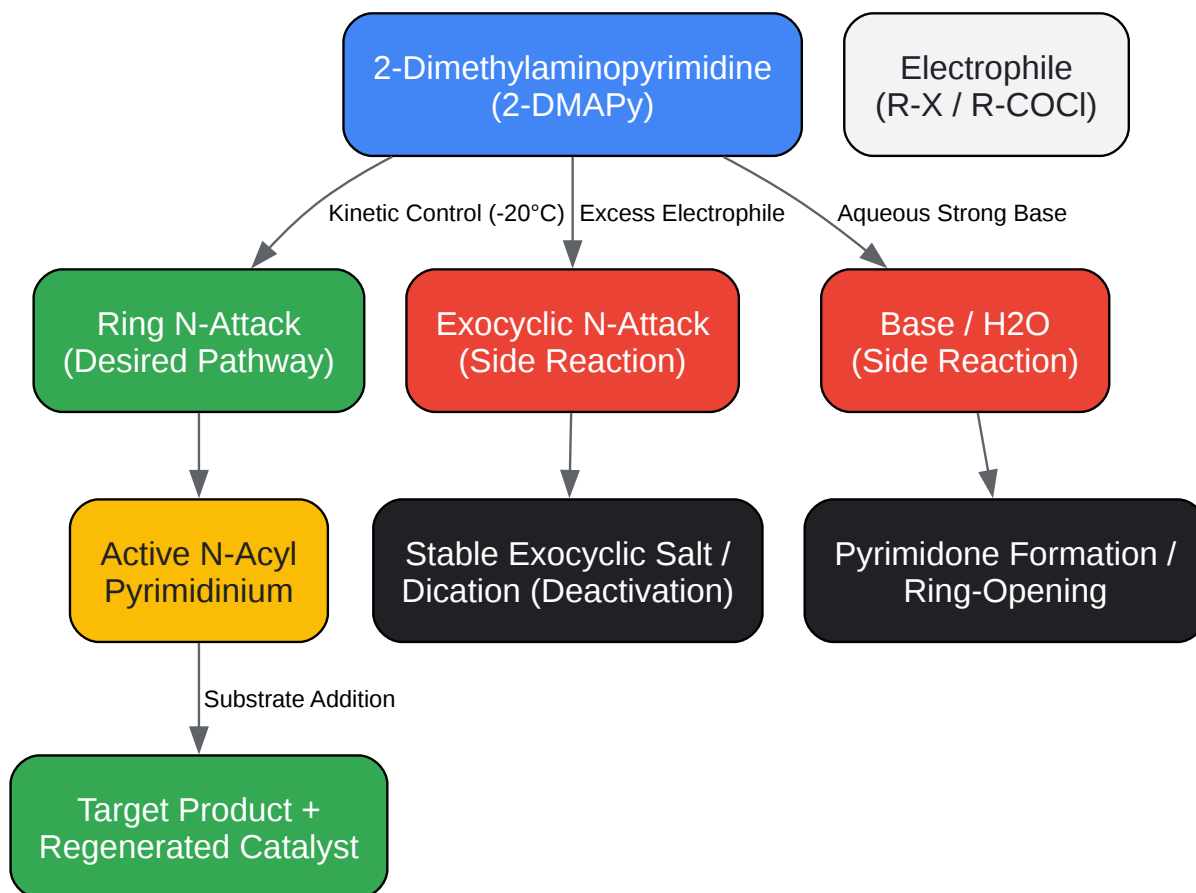 2-Dimethylaminopyrimidine
(2-DMAPy)
Electrophile
(R-X / R-COCl)
Kinetic Control (-20°C)
Excess Electrophile
Aqueous Strong Base
Ring N-Attack
(Desired Pathway)
Exocyclic N-Attack
(Side Reaction)
Base / H2O
(Side Reaction)
Active N-Acyl
Pyrimidinium
Stable Exocyclic Salt /
Dication (Deactivation)
Pyrimidone Formation /
Ring-Opening
Substrate Addition
Target Product +
Regenerated Catalyst